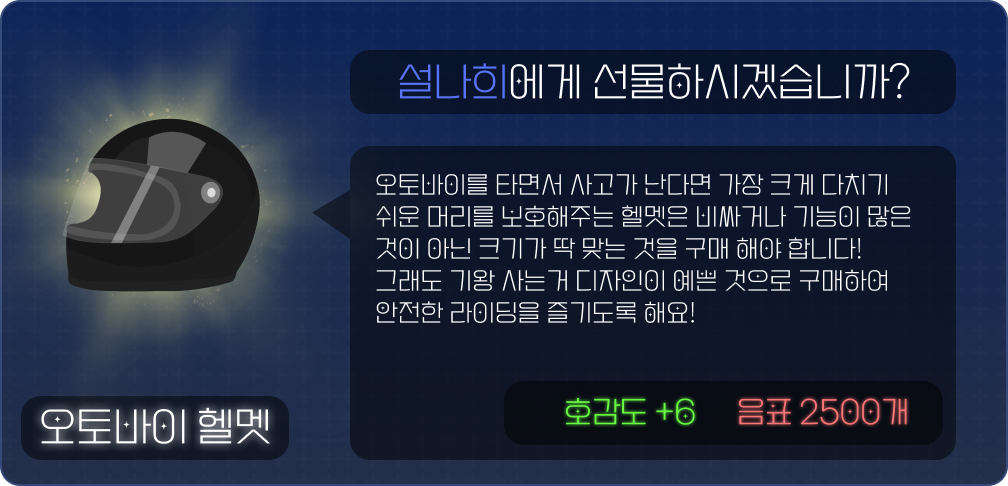 설나희에게 선물하시겠습니까?
오토바이를 타면서 사고가 난다면 가장 크게 다치기
쉬운 머리를 보호해주는 헬멧은 비싸거나 기능이 많은
것이 아닌 크기가 딱 맞는 것을 구매 해야 합니다!
그래도 기왕 사는거 디자인이 예쁜 것으로 구매하여
안전한 라이딩을 즐기도록 해요!
호감도 +6 음표 2500개
오토바이 헬멧